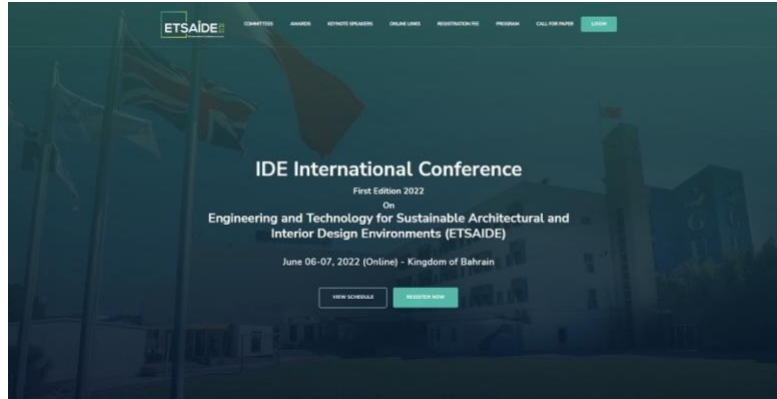 ETSAÏDE
COMMITTEES AWARDS KEYNOTE SPEAKERS ONLINE LINKS REGISTRATION FEE PROGRAM CALL FOR PAPER LOGIN
IDE International Conference
First Edition 2022
On
Engineering and Technology for Sustainable Architectural and
Interior Design Environments (ETSAIDE)
June 06-07, 2022 (Online) - Kingdom of Bahrain
VIEW SCHEDULE REGISTER NOW